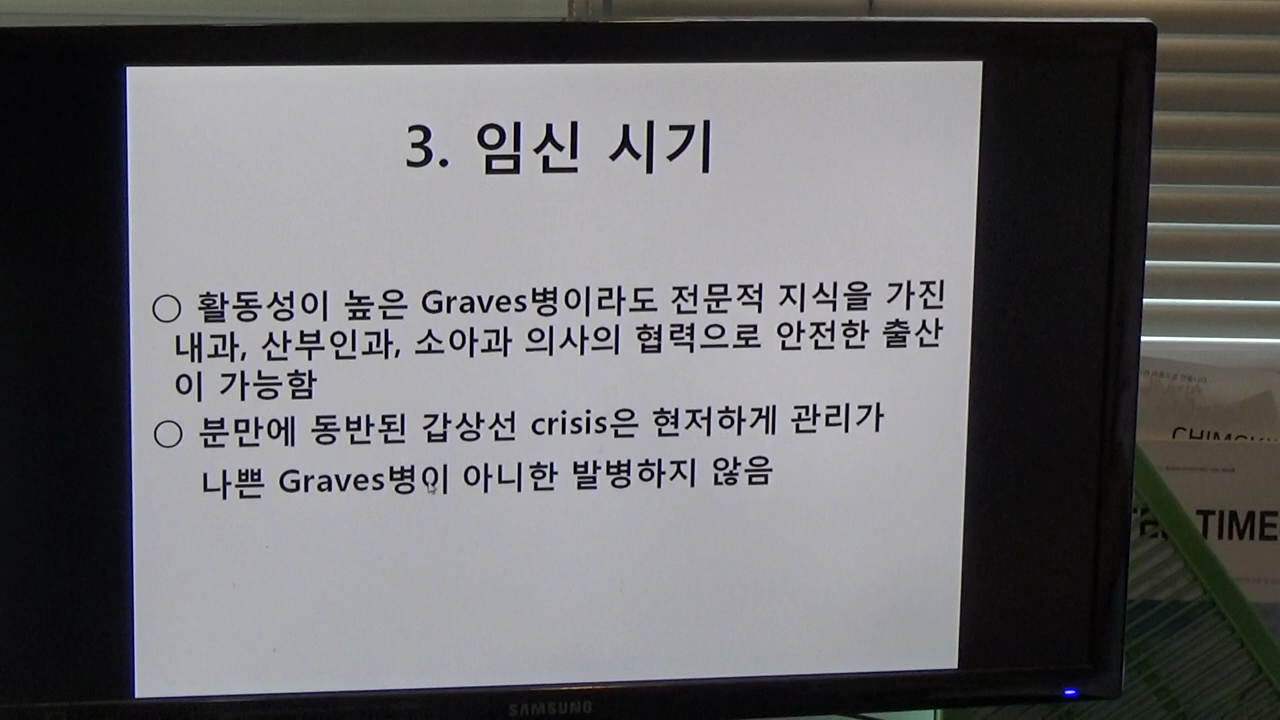 3. 임신 시기
○ 활동성이 높은 Graves병이라도 전문적 지식을 가진
내과, 산부인과, 소아과 의사의 협력으로 안전한 출산
이 가능함
○ 분만에 동반된 갑상선 crisis은 현저하게 관리가
나쁜 Graves병이 아니한 발병하지 않음
SAMSUNG
TIME